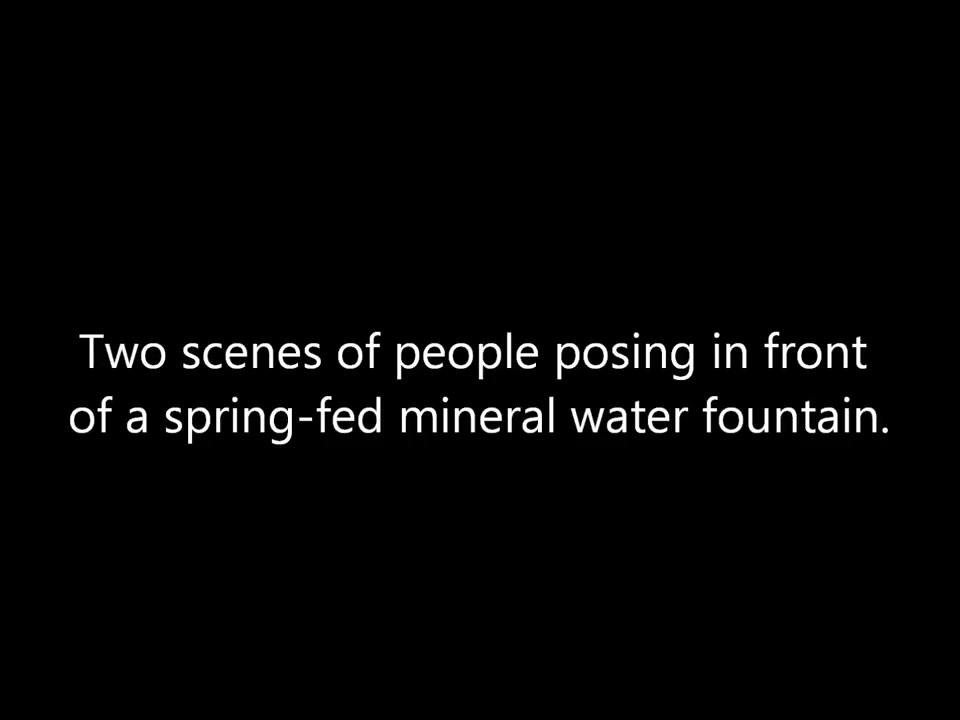 Two scenes of people posing in front
of a spring-fed mineral water fountain.